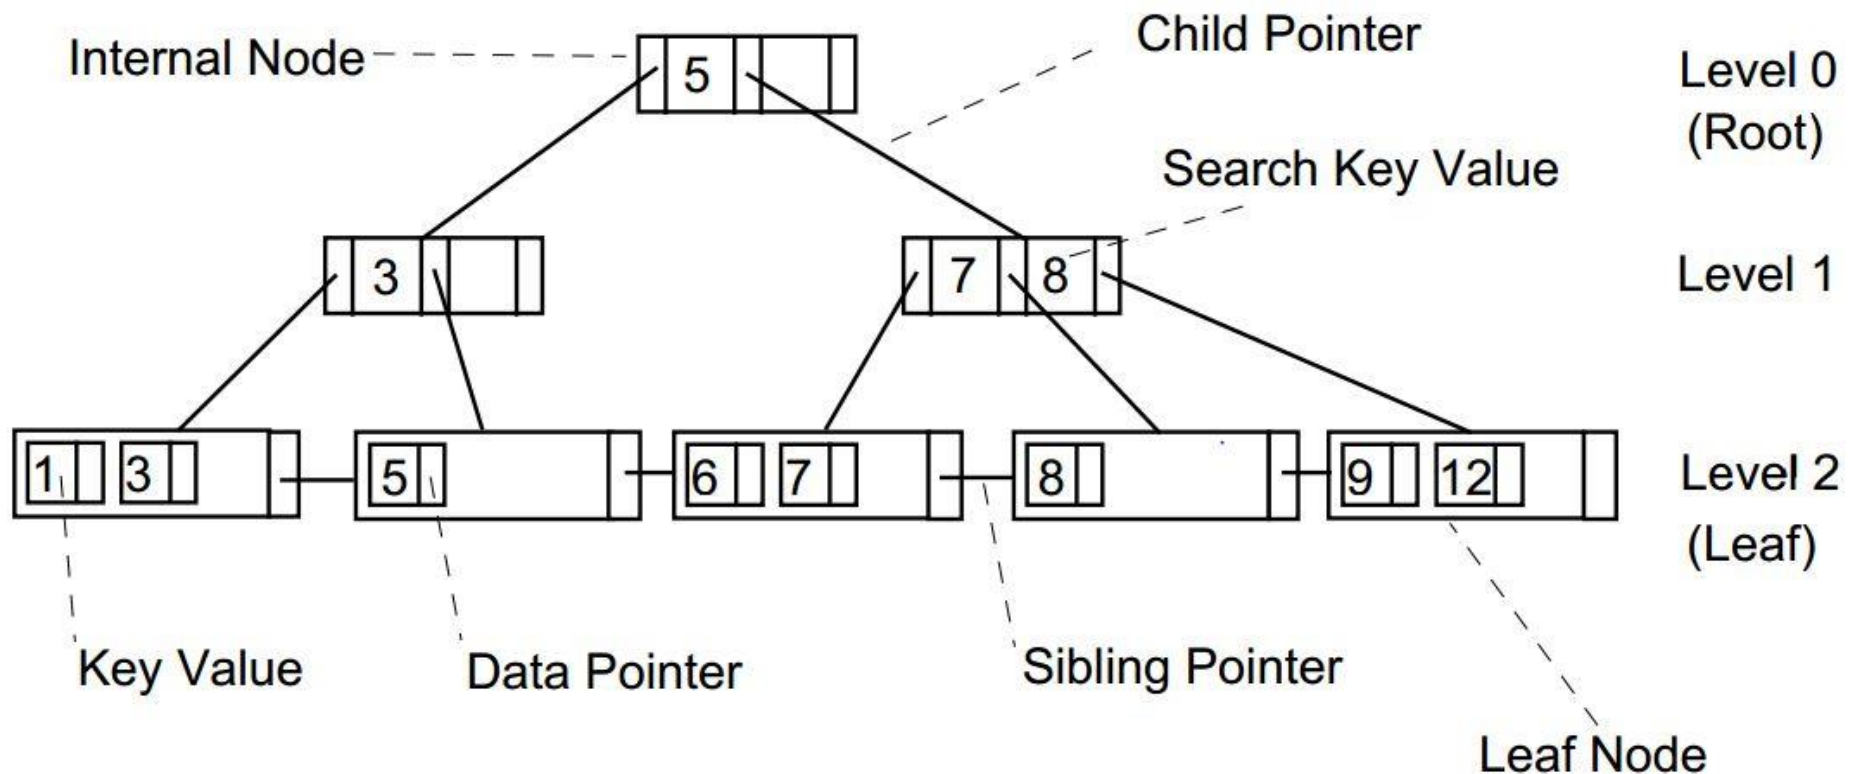 Internal Node
5
Child Pointer
Level 0
(Root)
Search Key Value
3
7 8
Level 1
1 3 5 6 7 8 9 12
Level 2
(Leaf)
Key Value
Data Pointer
Sibling Pointer
Leaf Node